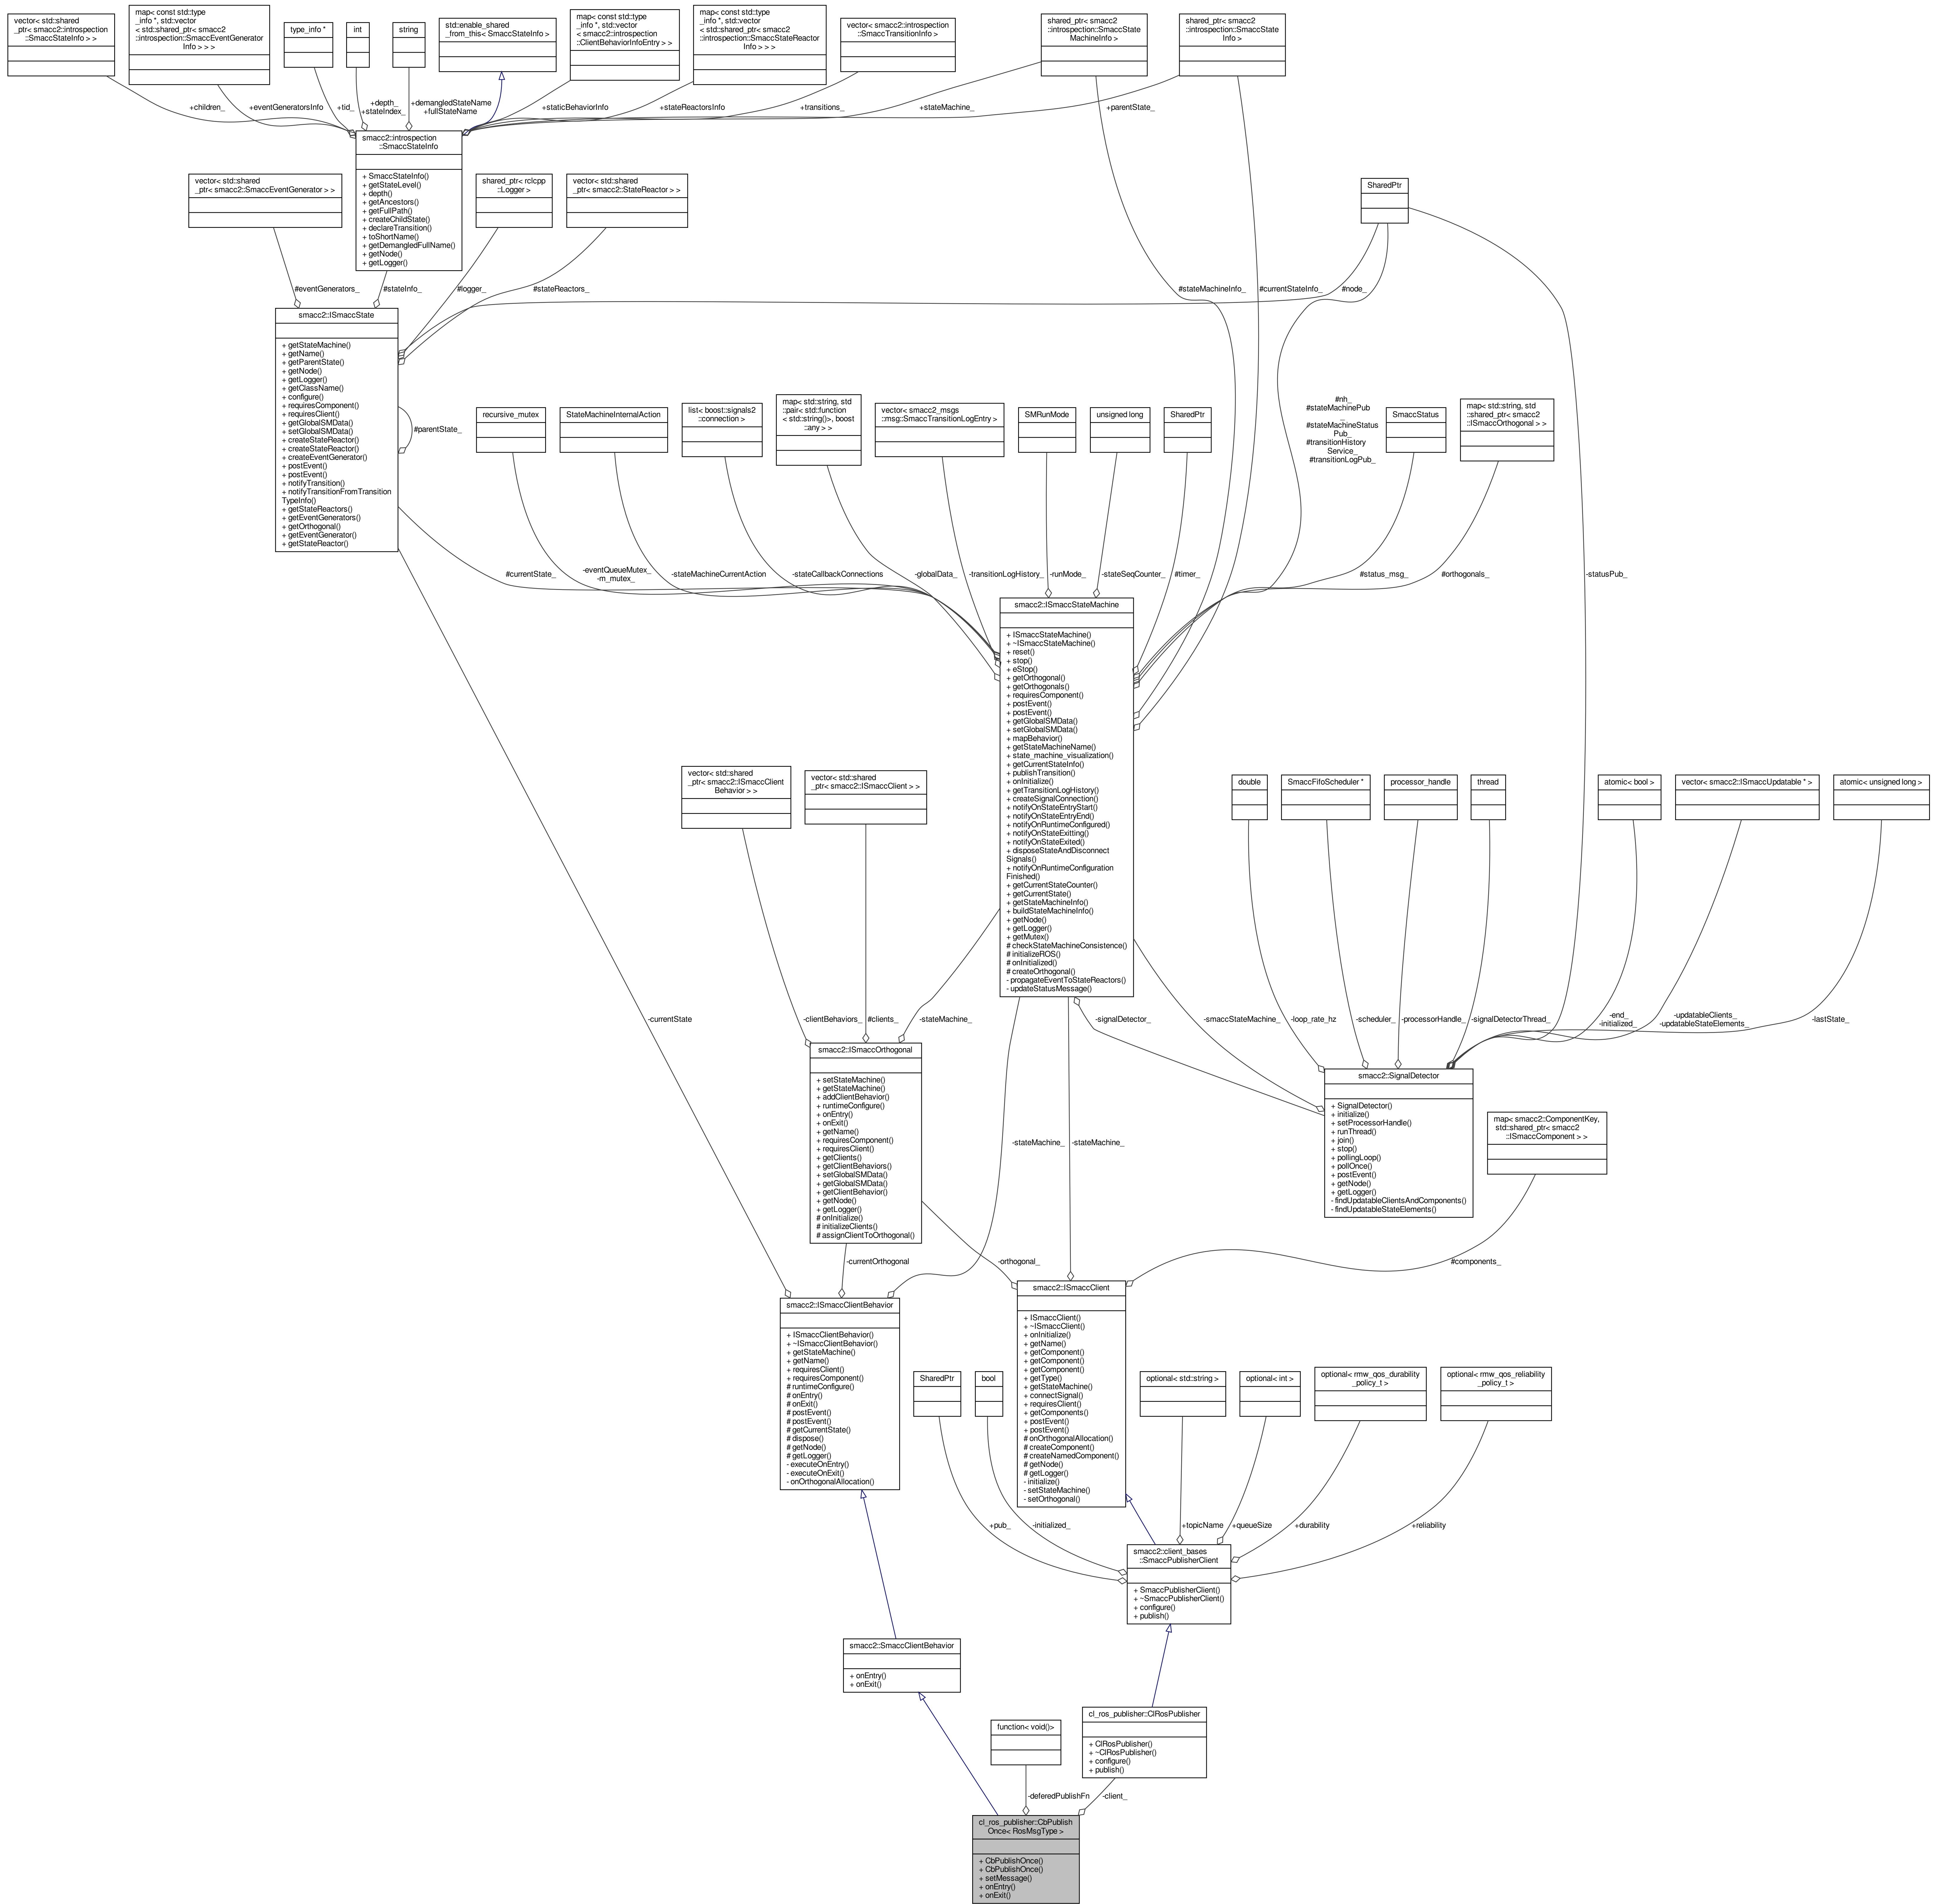 vector< std::shared
_ptr< smacc2::introspection
::SmaccStateInfo > >
map< const std::type
_info *, std::vector
< std::shared_ptr< smacc2
::introspection::SmaccEventGenerator
Info > > >
type_info *
int
string
std::enable_shared
_from_this< SmaccStateInfo >
map< const std::type
_info *, std::vector
< smacc2::introspection
::ClientBehaviorInfoEntry > >
map< const std::type
_info *, std::vector
< std::shared_ptr< smacc2
::introspection::SmaccStateReactor
Info > > >
vector< smacc2::introspection
::SmaccTransitionInfo >
shared_ptr< smacc2
::introspection::SmaccState
MachineInfo >
shared_ptr< smacc2
::introspection::SmaccState
Info >
+children_
+eventGeneratorsInfo
+tid_
+depth_
+stateIndex_
+demangledStateName
+fullStateName
+staticBehaviorInfo
+stateReactorsInfo
+transitions_
+stateMachine_
+parentState_
smacc2::introspection
::SmaccStateInfo
+ SmaccStateInfo()
+ getStateLevel()
+ depth()
+ getAncestors()
+ getFullPath()
+ createChildState()
+ declareTransition()
+ toShortName()
+ getDemangledFullName()
+ getNode()
+ getLogger()
vector< std::shared
_ptr< smacc2::SmaccEventGenerator > >
shared_ptr< rclcpp
::Logger >
vector< std::shared
_ptr< smacc2::StateReactor > >
SharedPtr
#eventGenerators_
#stateInfo_
#logger_
#stateReactors_
#stateMachineInfo_
#currentStateInfo_
#node_
smacc2::ISmaccState
+ getStateMachine()
+ getName()
+ getParentState()
+ getNode()
+ getLogger()
+ getClassName()
+ configure()
+ requiresComponent()
+ requiresClient()
+ getGlobalSMData()
+ setGlobalSMData()
+ createStateReactor()
+ createStateReactor()
+ createEventGenerator()
+ postEvent()
+ postEvent()
+ notifyTransition()
+ notifyTransitionFromTransition
TypeInfo()
+ getStateReactors()
+ getEventGenerators()
+ getOrthogonal()
+ getEventGenerator()
+ getStateReactor()
#parentState_
recursive_mutex
StateMachineInternalAction
list< boost::signals2
::connection >
map< std::string, std
::pair< std::function
< std::string()>, boost
::any > >
vector< smacc2_msgs
::msg::SmaccTransitionLogEntry >
SMRunMode
unsigned long
SharedPtr
#nh_
#stateMachinePub
_
#stateMachineStatus
Pub_
#transitionHistory
Service_
#transitionLogPub_
SmaccStatus
map< std::string, std
::shared_ptr< smacc2
::ISmaccOrthogonal > >
#currentState_
-eventQueueMutex_
-m_mutex_
-stateMachineCurrentAction
-stateCallbackConnections
-globalData_
-transitionLogHistory_
-runMode_
-stateSeqCounter_
#timer_
#status_msg_
#orthogonals_
-statusPub_
smacc2::ISmaccStateMachine
+ ISmaccStateMachine()
+ ~ISmaccStateMachine()
+ reset()
+ stop()
+ eStop()
+ getOrthogonal()
+ getOrthogonals()
+ requiresComponent()
+ postEvent()
+ postEvent()
+ getGlobalSMData()
+ setGlobalSMData()
+ mapBehavior()
+ getStateMachineName()
+ state_machine_visualization()
+ getCurrentStateInfo()
+ publishTransition()
+ onInitialize()
+ getTransitionLogHistory()
+ createSignalConnection()
+ notifyOnStateEntryStart()
+ notifyOnStateEntryEnd()
+ notifyOnRuntimeConfigured()
+ notifyOnStateExitting()
+ notifyOnStateExited()
+ disposeStateAndDisconnect
Signals()
+ notifyOnRuntimeConfiguration
Finished()
+ getCurrentStateCounter()
+ getCurrentState()
+ getStateMachineInfo()
+ buildStateMachineInfo()
+ getNode()
+ getLogger()
+ getMutex()
# checkStateMachineConsistence()
# initializeROS()
# onInitialized()
# createOrthogonal()
- propagateEventToStateReactors()
- updateStatusMessage()
vector< std::shared
_ptr< smacc2::ISmaccClient
Behavior > >
vector< std::shared
_ptr< smacc2::ISmaccClient > >
double
SmaccFifoScheduler *
processor_handle
thread
atomic< bool >
vector< smacc2::ISmaccUpdatable * >
atomic< unsigned long >
-currentState
-clientBehaviors_
#clients_
-stateMachine_
-signalDetector_
-smaccStateMachine_
-loop_rate_hz
-scheduler_
-processorHandle_
-signalDetectorThread_
-end_
-initialized_
-updatableClients_
-updatableStateElements_
-lastState_
smacc2::ISmaccOrthogonal
+ setStateMachine()
+ getStateMachine()
+ addClientBehavior()
+ runtimeConfigure()
+ onEntry()
+ onExit()
+ getName()
+ requiresComponent()
+ requiresClient()
+ getClients()
+ getClientBehaviors()
+ setGlobalSMData()
+ getGlobalSMData()
+ getClientBehavior()
+ getNode()
+ getLogger()
# onInitialize()
# initializeClients()
# assignClientToOrthogonal()
smacc2::SignalDetector
+ SignalDetector()
+ initialize()
+ setProcessorHandle()
+ runThread()
+ join()
+ stop()
+ pollingLoop()
+ pollOnce()
+ postEvent()
+ getNode()
+ getLogger()
- findUpdatableClientsAndComponents()
- findUpdatableStateElements()
map< smacc2::ComponentKey,
std::shared_ptr< smacc2
::ISmaccComponent > >
-stateMachine_
-stateMachine_
-currentOrthogonal
-orthogonal_
#components_
smacc2::ISmaccClientBehavior
+ ISmaccClientBehavior()
+ ~ISmaccClientBehavior()
+ getStateMachine()
+ getName()
+ requiresClient()
+ requiresComponent()
# runtimeConfigure()
# onEntry()
# onExit()
# postEvent()
# postEvent()
# getCurrentState()
# dispose()
# getNode()
# getLogger()
- executeOnEntry()
- executeOnExit()
- onOrthogonalAllocation()
smacc2::ISmaccClient
+ ISmaccClient()
+ ~ISmaccClient()
+ onInitialize()
+ getName()
+ getComponent()
+ getComponent()
+ getComponent()
+ getType()
+ getStateMachine()
+ connectSignal()
+ requiresClient()
+ getComponents()
+ postEvent()
+ postEvent()
# onOrthogonalAllocation()
# createComponent()
# createNamedComponent()
# getNode()
# getLogger()
- initialize()
- setStateMachine()
- setOrthogonal()
SharedPtr
bool
optional< std::string >
optional< int >
optional< rmw_qos_durability
_policy_t >
optional< rmw_qos_reliability
_policy_t >
+pub_
-initialized_
+topicName
+queueSize
+durability
+reliability
smacc2::client_bases
::SmaccPublisherClient
+ SmaccPublisherClient()
+ ~SmaccPublisherClient()
+ configure()
+ publish()
smacc2::SmaccClientBehavior
+ onEntry()
+ onExit()
function< void()>
cl_ros_publisher::ClRosPublisher
+ ClRosPublisher()
+ ~ClRosPublisher()
+ configure()
+ publish()
-deferedPublishFn
-client_
cl_ros_publisher::CbPublish
Once< RosMsgType >
+ CbPublishOnce()
+ CbPublishOnce()
+ setMessage()
+ onEntry()
+ onExit()